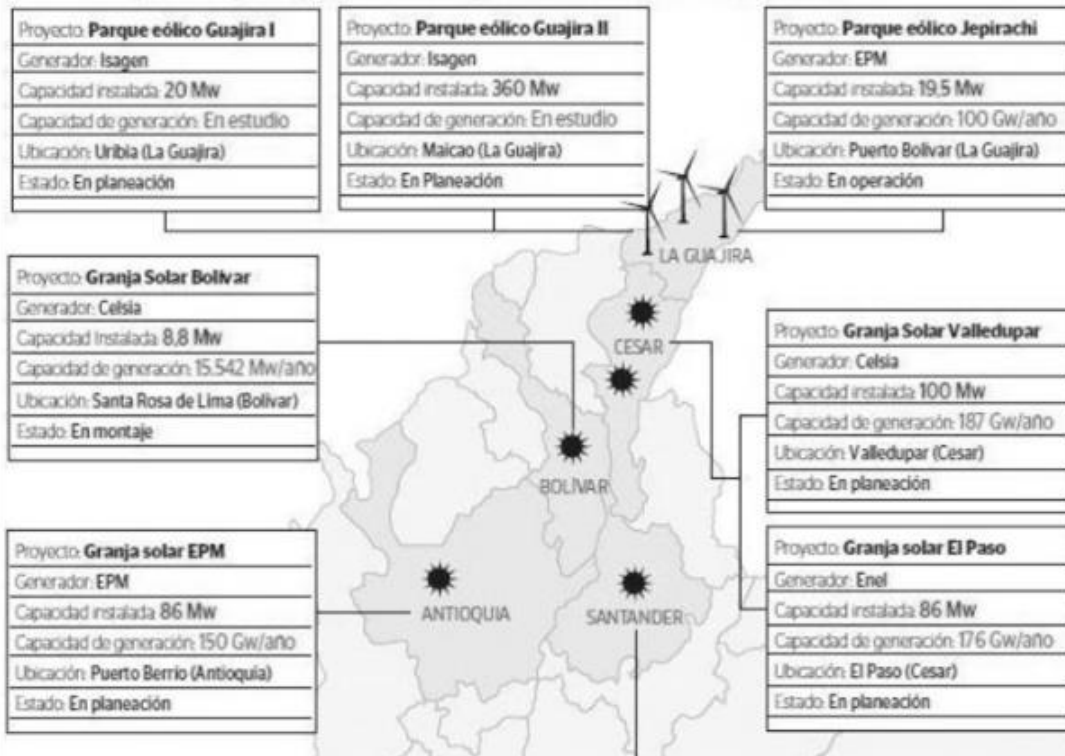 Proyecto: Parque eólico Guajira I
Generador: Isagen
Capacidad instalada: 20 Mw
Capacidad de generación: En estudio
Ubicación: Uribia (La Guajira)
Estado: En planeación
Proyecto: Parque eólico Guajira II
Generador: Isagen
Capacidad instalada: 360 Mw
Capacidad de generación: En estudio
Ubicación: Maicao (La Guajira)
Estado: En Planeación
Proyecto: Parque eólico Jepirachi
Generador: EPM
Capacidad instalada: 19,5 Mw
Capacidad de generación: 100 Gw/año
Ubicación: Puerto Bolívar (La Guajira)
Estado: En operación
LA GUAJIRA
Proyecto: Granja Solar Bolívar
Generador: Celsia
Capacidad Instalada: 8,8 Mw
Capacidad de generación: 15.542 Mw/año
Ubicación: Santa Rosa de Lima (Bolívar)
Estado: En montaje
CESAR
Proyecto: Granja Solar Valledupar
Generador: Celsia
Capacidad instalada: 100 Mw
Capacidad de generación: 187 Gw/año
Ubicación: Valledupar (Cesar)
Estado: En planeación
BOLÍVAR
Proyecto: Granja solar EPM
Generador: EPM
Capacidad instalada: 86 Mw
Capacidad de generación: 150 Gw/año
Ubicación: Puerto Berrío (Antioquia)
Estado: En planeación
ANTIOQUIA
SANTANDER
Proyecto: Granja solar El Paso
Generador: Enel
Capacidad instalada: 86 Mw
Capacidad de generación: 176 Gw/año
Ubicación: El Paso (Cesar)
Estado: En planeación